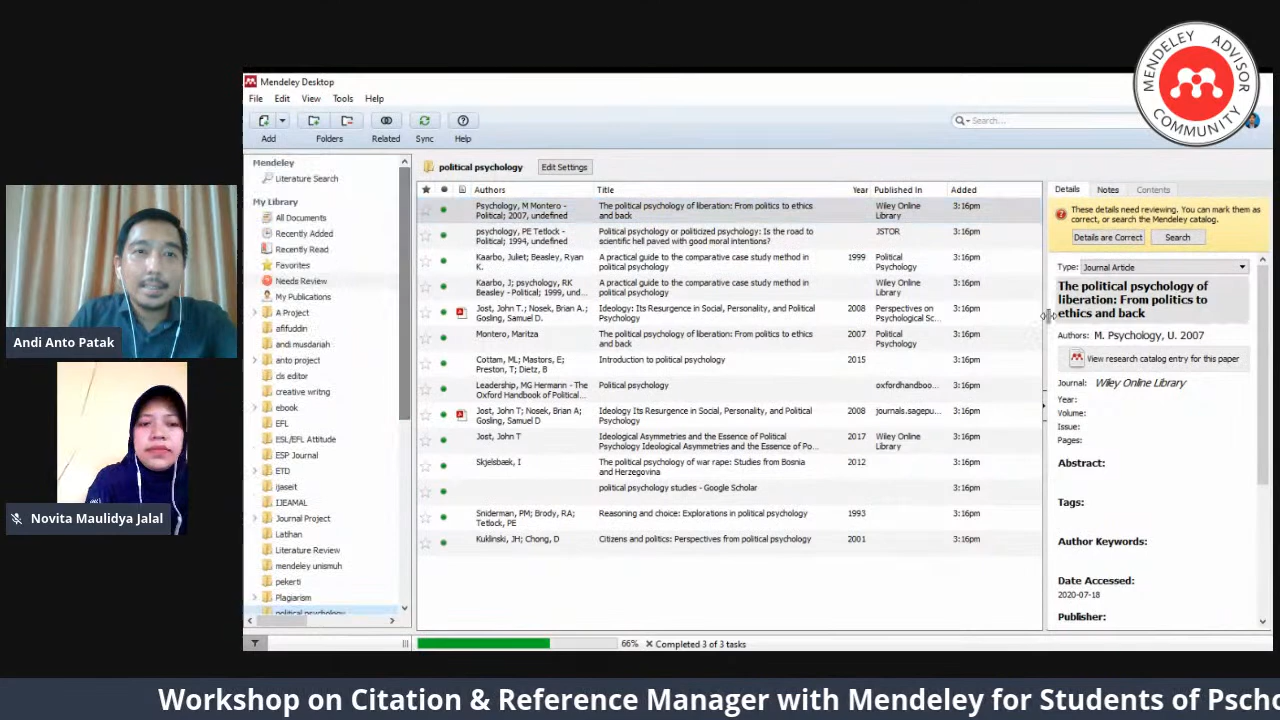 MENDELEY ADVISOR COMMUNITY
Mendeley Desktop
File Edit View Tools Help
Add Folders Related Sync Help
Search...
Mendeley
Literature Search
My Library
All Documents
Recently Added
Recently Read
Favorites
Needs Review
My Publications
A Project
afifuddin
andi musdariah
anto project
cls editor
creative writng
ebook
EFL
ESL/EFL Attitude
ESP Journal
ETD
ijaseit
IJEAMAL
Journal Project
Latihan
Literature Review
mendeley unismuh
pekerti
Plagiarism
political psychology
political psychology Edit Settings
Authors Title Year Published In Added
Psychology, M Montero - The political psychology of liberation: From politcs to ethics Wiley Online 3:16pm
Political; 2007, undefined and back Library
psychology, PE Tetlock - Political psychology or politicized psychology: Is the road to JSTOR 3:16pm
Political; 1994, undefined scientific hell paved with good moral intentions?
Kaarbo, Juliet; Beasley, Ryan A practical guide to the comparative case study method in 1999 Political 3:16pm
K. political psychology Psychology
Kaarbo, J; psychology, RK A practical guide to the comparative case study method in Wiley Online 3:16pm
Beasley - Political; 1999, und... political psychology Library
Jost, John T.; Nosek, Brian A.; Ideology: Its Resurgence in Social, Personality, and Political 2008 Perspectives on 3:16pm
Gosling, Samuel D. Psychology Psychological Sc...
Montero, Maritza The political psychology of liberation: From politics to ethics 2007 Political 3:16pm
and back Psychology
Cottam, ML; Mastors, E; Introduction to political psychology 2015 3:16pm
Preston, T; Dietz, B
Leadership, MG Hermann - The Political psychology oxfordhandboo... 3:16pm
Oxford Handbook of Political...
Jost, John T; Nosek, Brian A; Ideology Its Resurgence in Social, Personality, and Political 2008 journals.sagepu... 3:16pm
Gosling, Samuel D Psychology
Jost, John T Ideological Asymmetries and the Essence of Political 2017 Wiley Online 3:16pm
Psychology Ideological Asymmetries and the Essence of Po... Library
Skjelsbaek, I The political psychology of war rape: Studies from Bosnia 2012 3:16pm
and Herzegovina
political psychology studies - Google Scholar 3:16pm
Sniderman, PM; Brody, RA; Reasoning and choice: Explorations in political psychology 1993 3:16pm
Tetlock, PE
Kuklinski, JH; Chong, D Citizens and politics: Perspectives from political psychology 2001 3:16pm
Details Notes Contents
These details need reviewing. You can mark them as
correct, or search the Mendeley catalog.
Details are Correct Search
Type: Journal Article
The political psychology of
liberation: From politics to
ethics and back
Authors: M. Psychology, U. 2007
View research catalog entry for this paper
Journal: Wiley Online Library
Year:
Volume:
Issue:
Pages:
Abstract:
Tags:
Author Keywords:
Date Accessed:
2020-07-18
Publisher:
66% Completed 3 of 3 tasks
Andi Anto Patak
Novita Maulidya Jalal
Workshop on Citation & Reference Manager with Mendeley for Students of Pscho